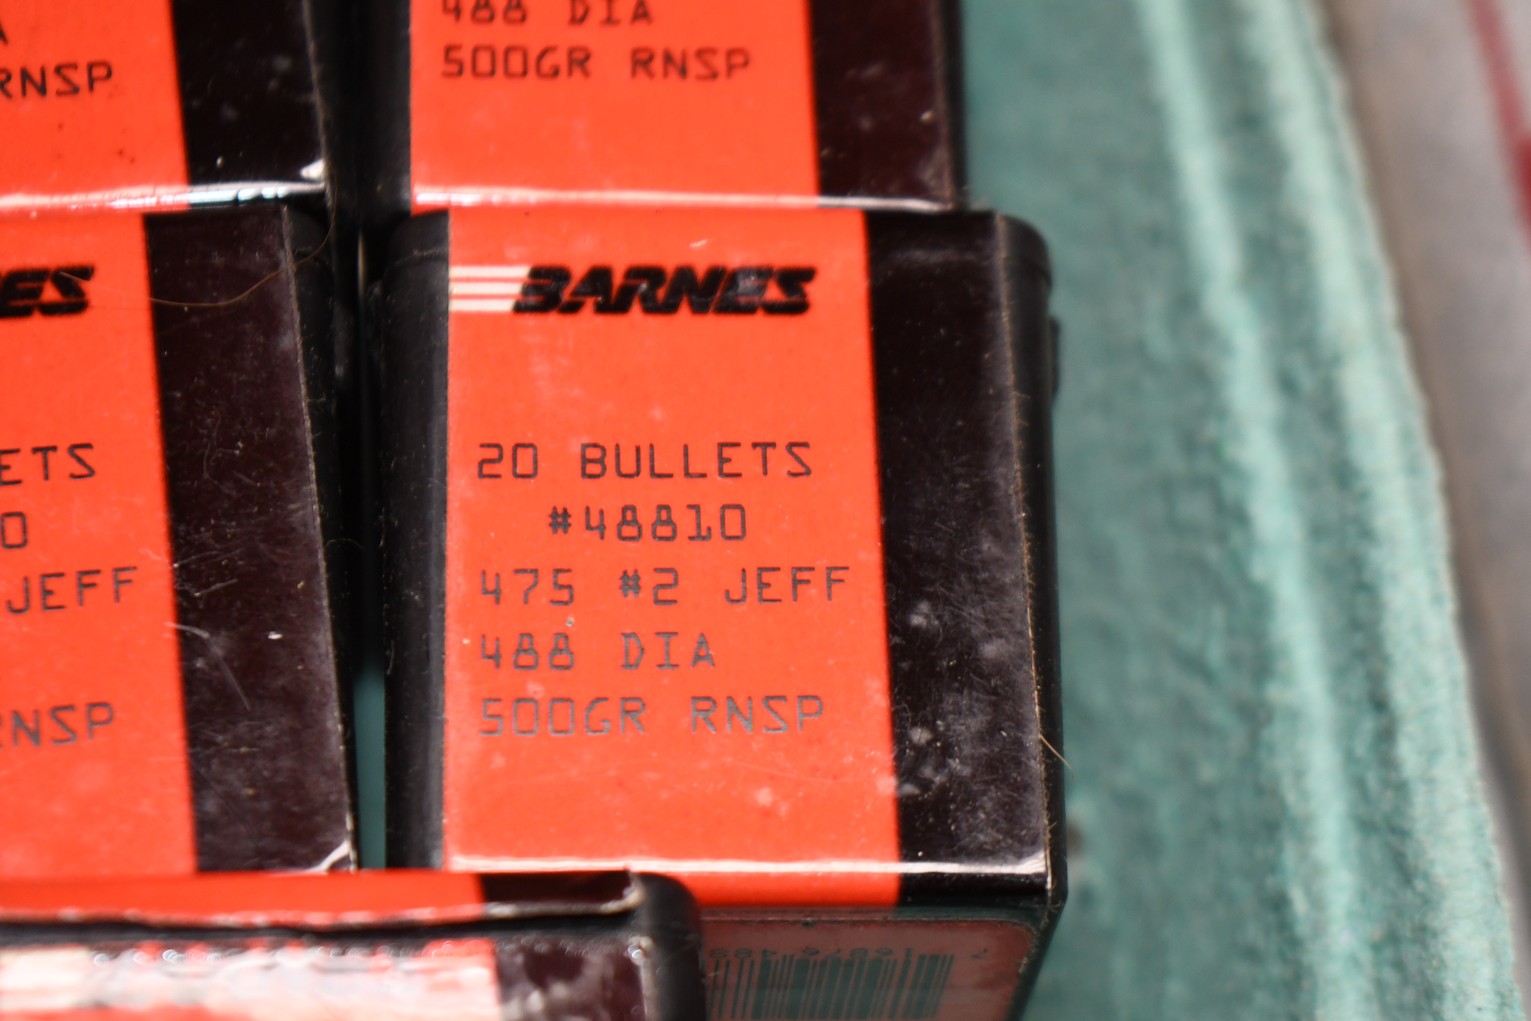 488 DIA
500GR RNSP
RNSP
BARNES
20 BULLETS
#48810
475 #2 JEFF
488 DIA
500GR RNSP
JEFF
RNSP